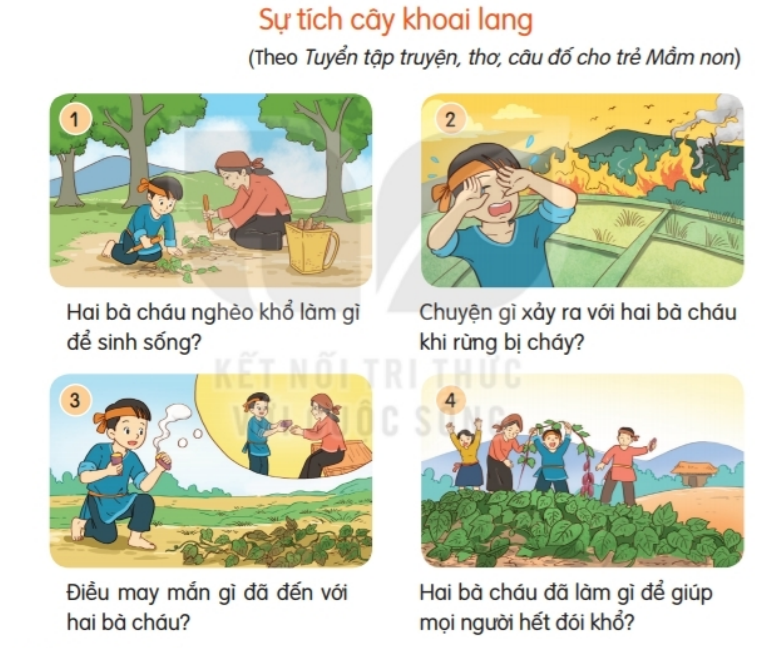 Sự tích cây khoai lang
(Theo Tuyển tập truyện, thơ, câu đố cho trẻ Mầm non)
1
2
Hai bà cháu nghèo khổ làm gì
để sinh sống?
Chuyện gì xảy ra với hai bà cháu
khi rừng bị cháy?
KẾT NỐI TRI THỨC
VỚI CUỘC SỐNG
3
4
Điều may mắn gì đã đến với
hai bà cháu?
Hai bà cháu đã làm gì để giúp
mọi người hết đói khổ?